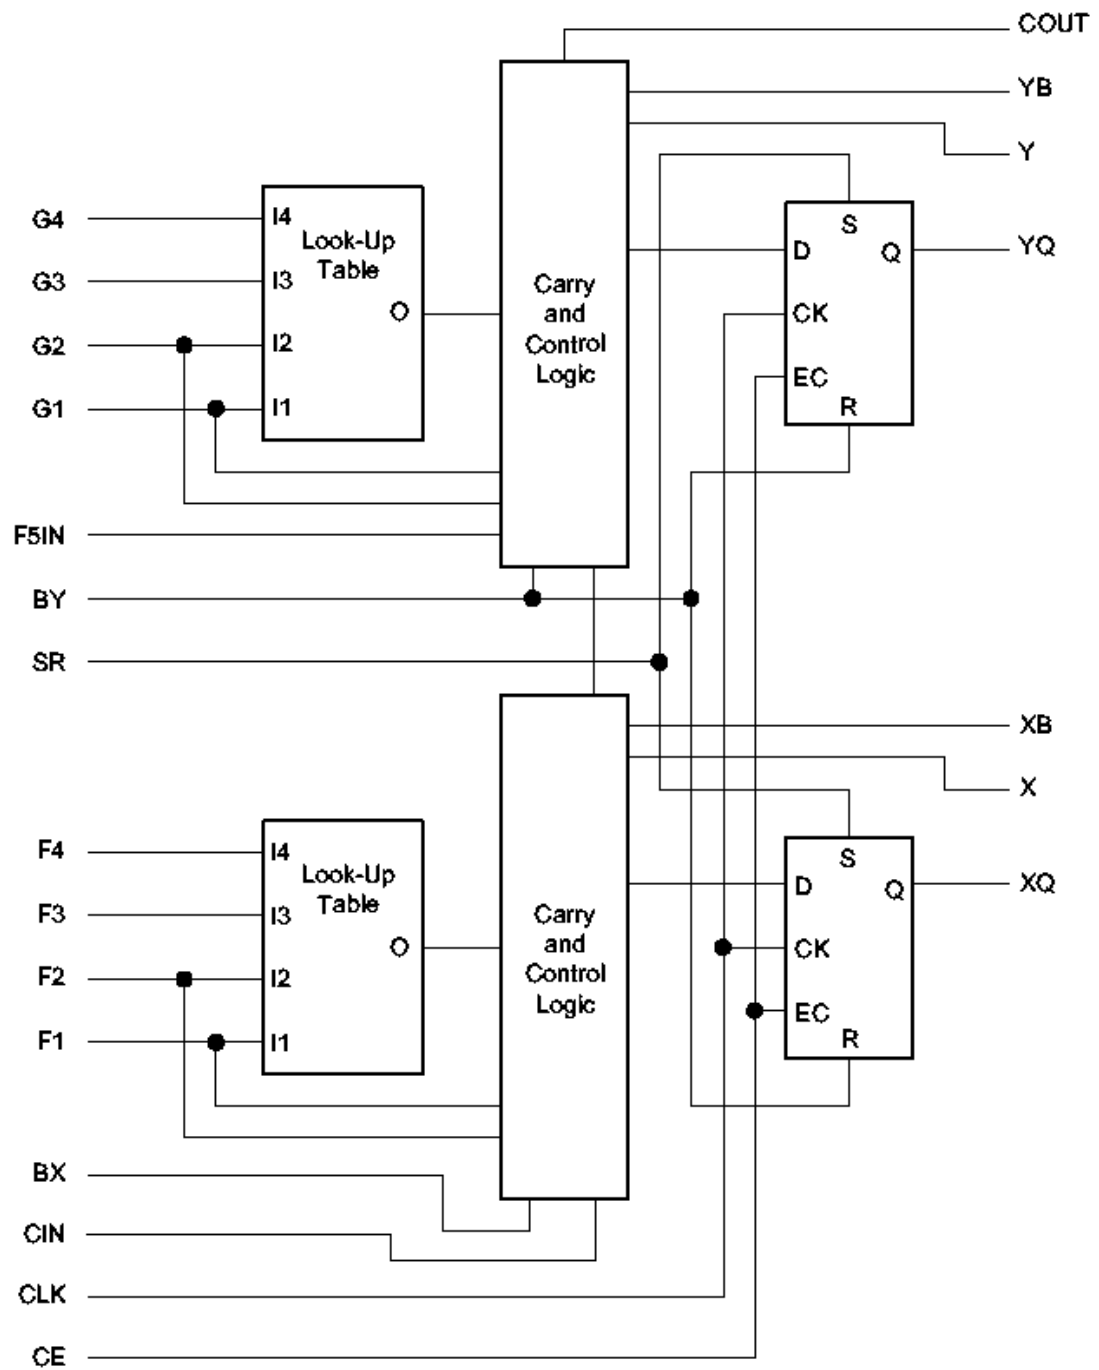 COUT
YB
Y
G4
I4
Look-Up
Table
S
G3
I3
D
Q
YQ
Carry
and
Control
Logic
O
CK
G2
I2
EC
G1
I1
R
F5IN
BY
SR
XB
X
F4
I4
Look-Up
Table
S
D
Q
XQ
F3
I3
Carry
and
Control
Logic
O
CK
F2
I2
EC
F1
I1
R
BX
CIN
CLK
CE